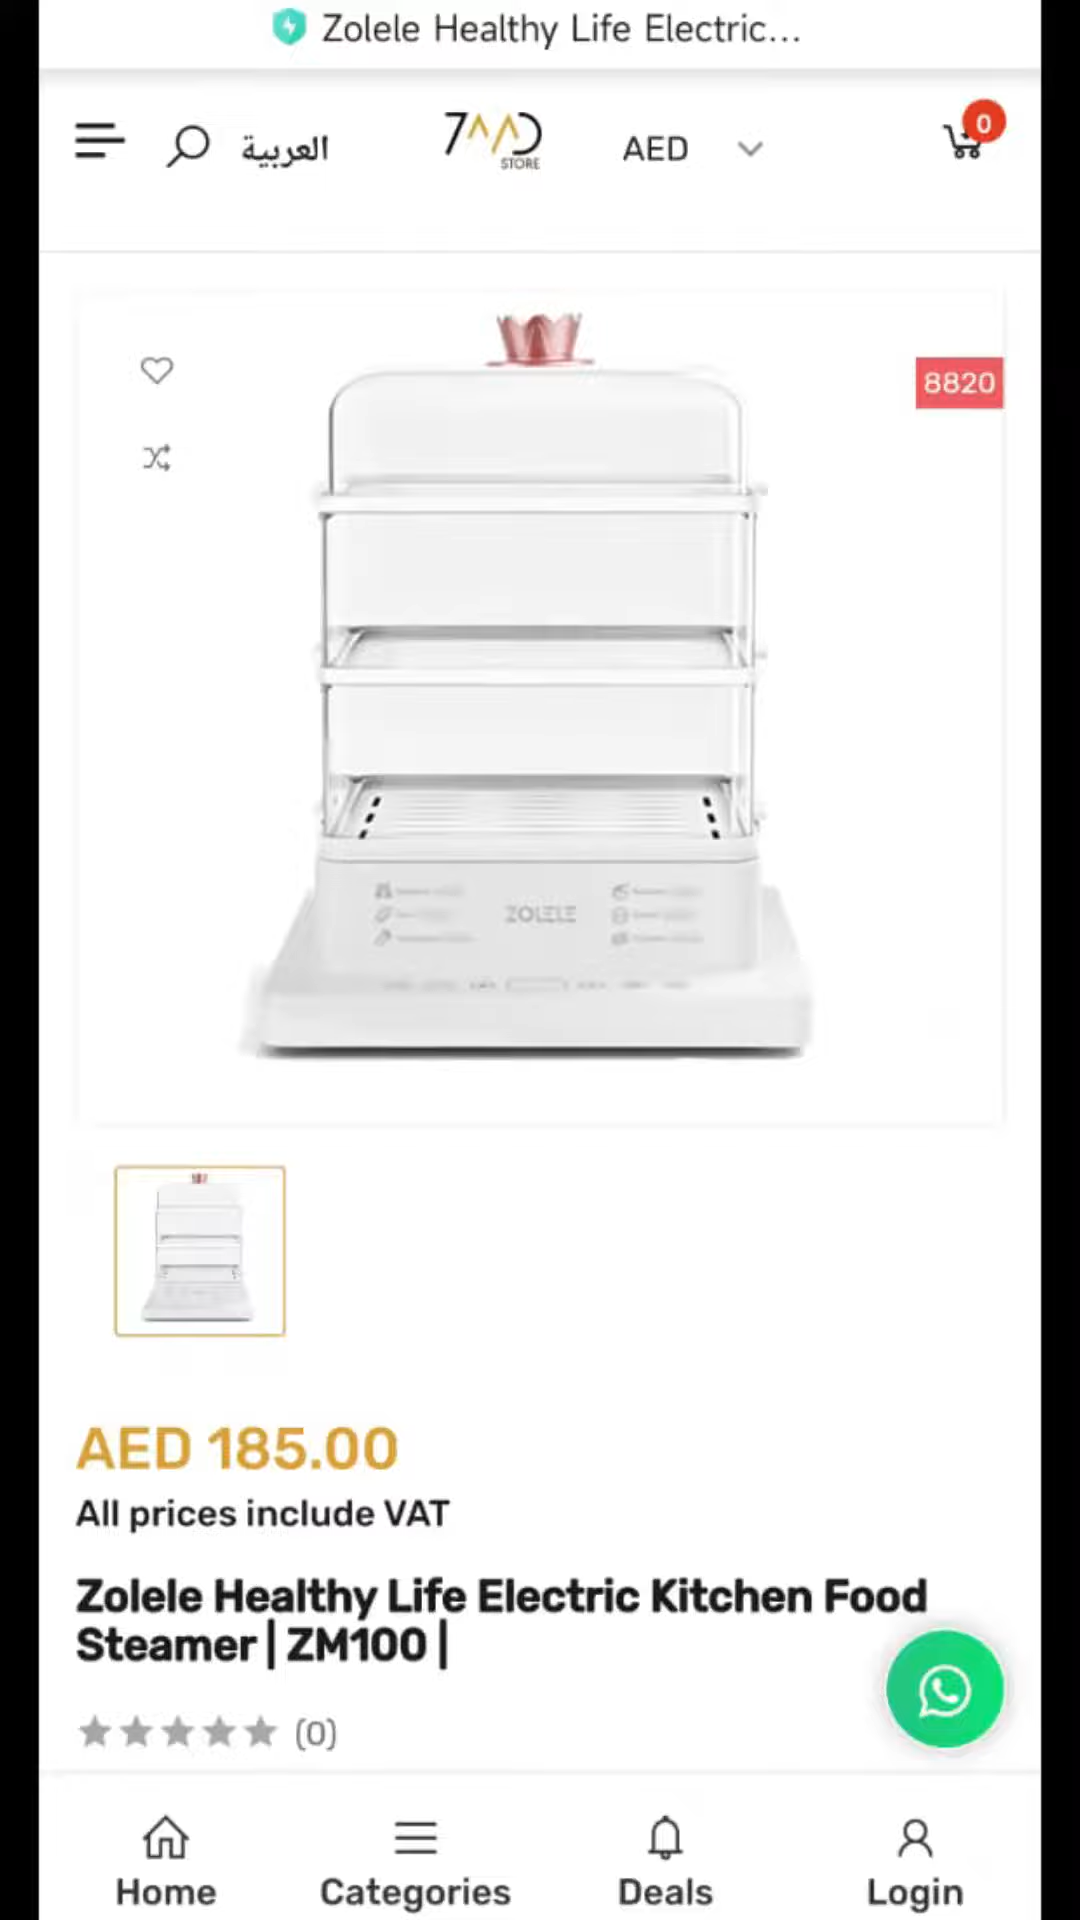 Zolele Healthy Life Electric...
العربية
7AAD
STORE
AED
0
8820
ZOLELE
AED 185.00
All prices include VAT
Zolele Healthy Life Electric Kitchen Food
Steamer | ZM100 |
(0)
Home
Categories
Deals
Login